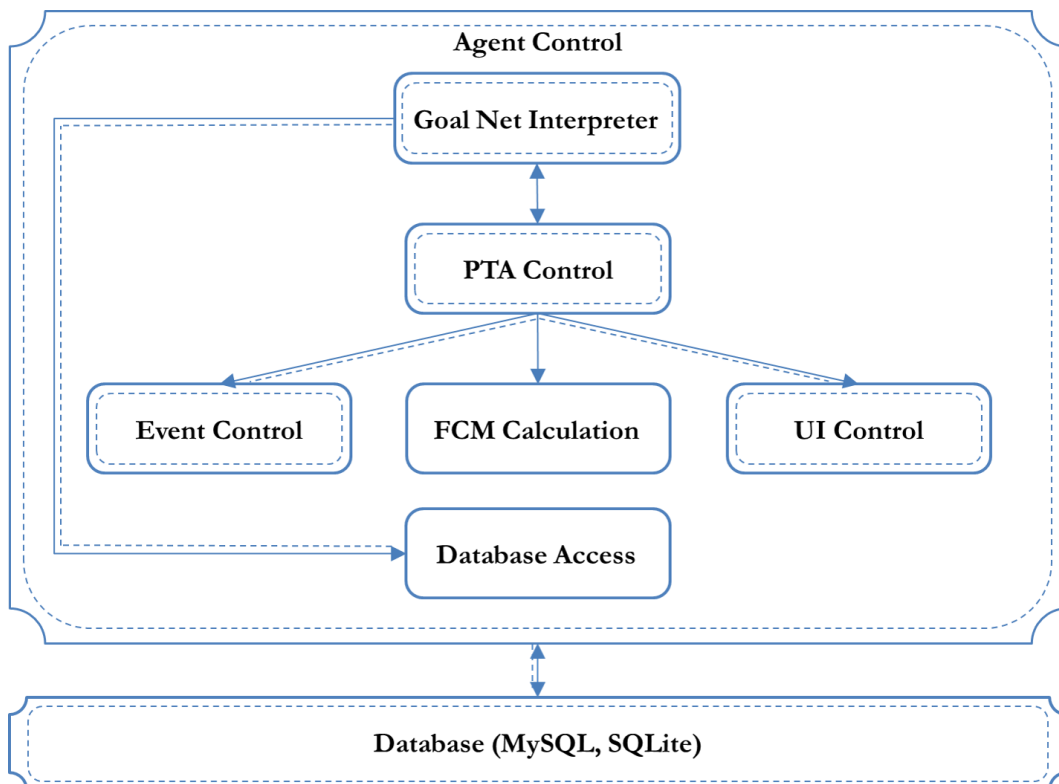 Agent Control
Goal Net Interpreter
PTA Control
Event Control
FCM Calculation
UI Control
Database Access
Database (MySQL, SQLite)